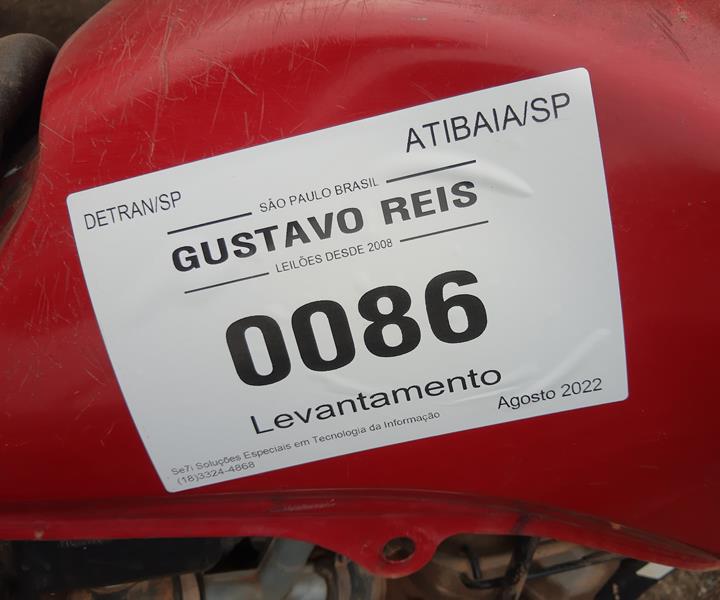 ATIBAIA/SP
DETRAN/SP
SÃO PAULO BRASIL
GUSTAVO REIS
LEILÕES DESDE 2008
0086
Levantamento
Agosto 2022
Se7i Soluções Especiais em Tecnologia da Informação
(18)3324-4868